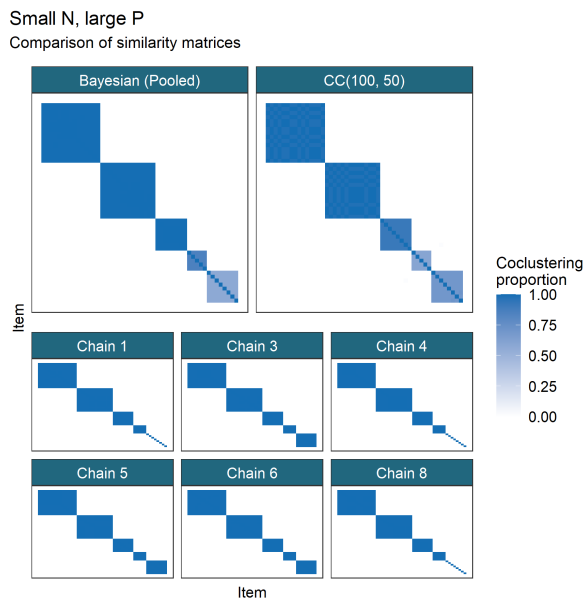 Small N, large P
Comparison of similarity matrices
Bayesian (Pooled)
CC(100, 50)
Item
Chain 1
Chain 3
Chain 4
Chain 5
Chain 6
Chain 8
Item
Coclustering
proportion
1.00
0.75
0.50
0.25
0.00